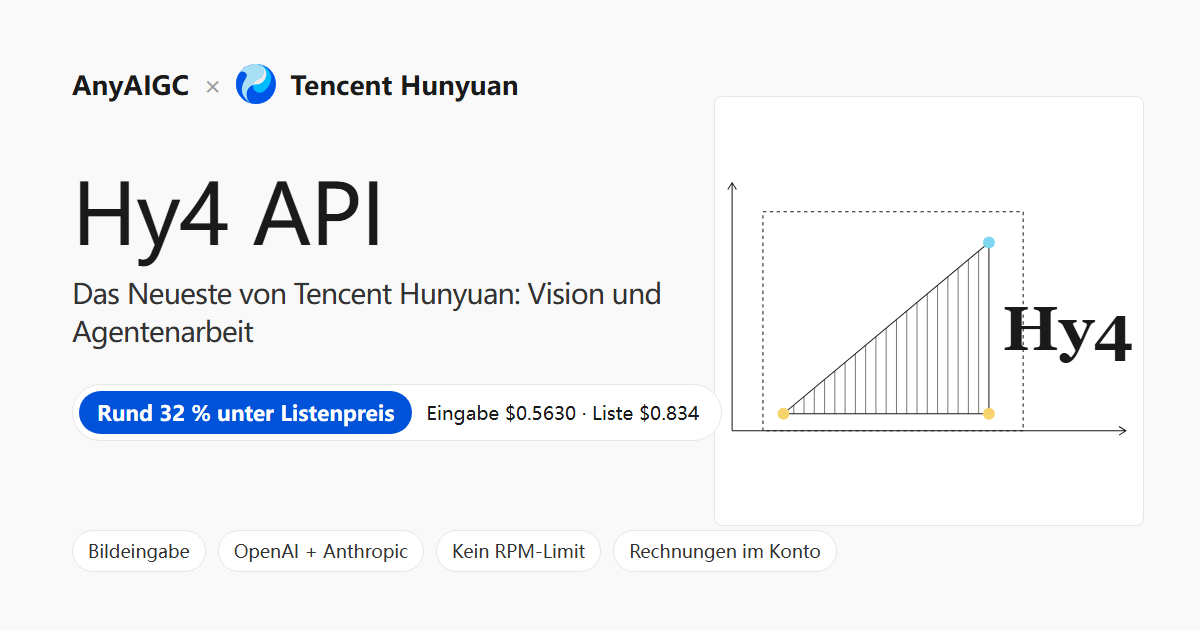 AnyAIGC × Tencent Hunyuan
Hy4 API
Das Neueste von Tencent Hunyuan: Vision und
Agentenarbeit
Rund 32 % unter Listenpreis Eingabe $0.5630 · Liste $0.834
Hy4
Bildeingabe
OpenAI + Anthropic
Kein RPM-Limit
Rechnungen im Konto